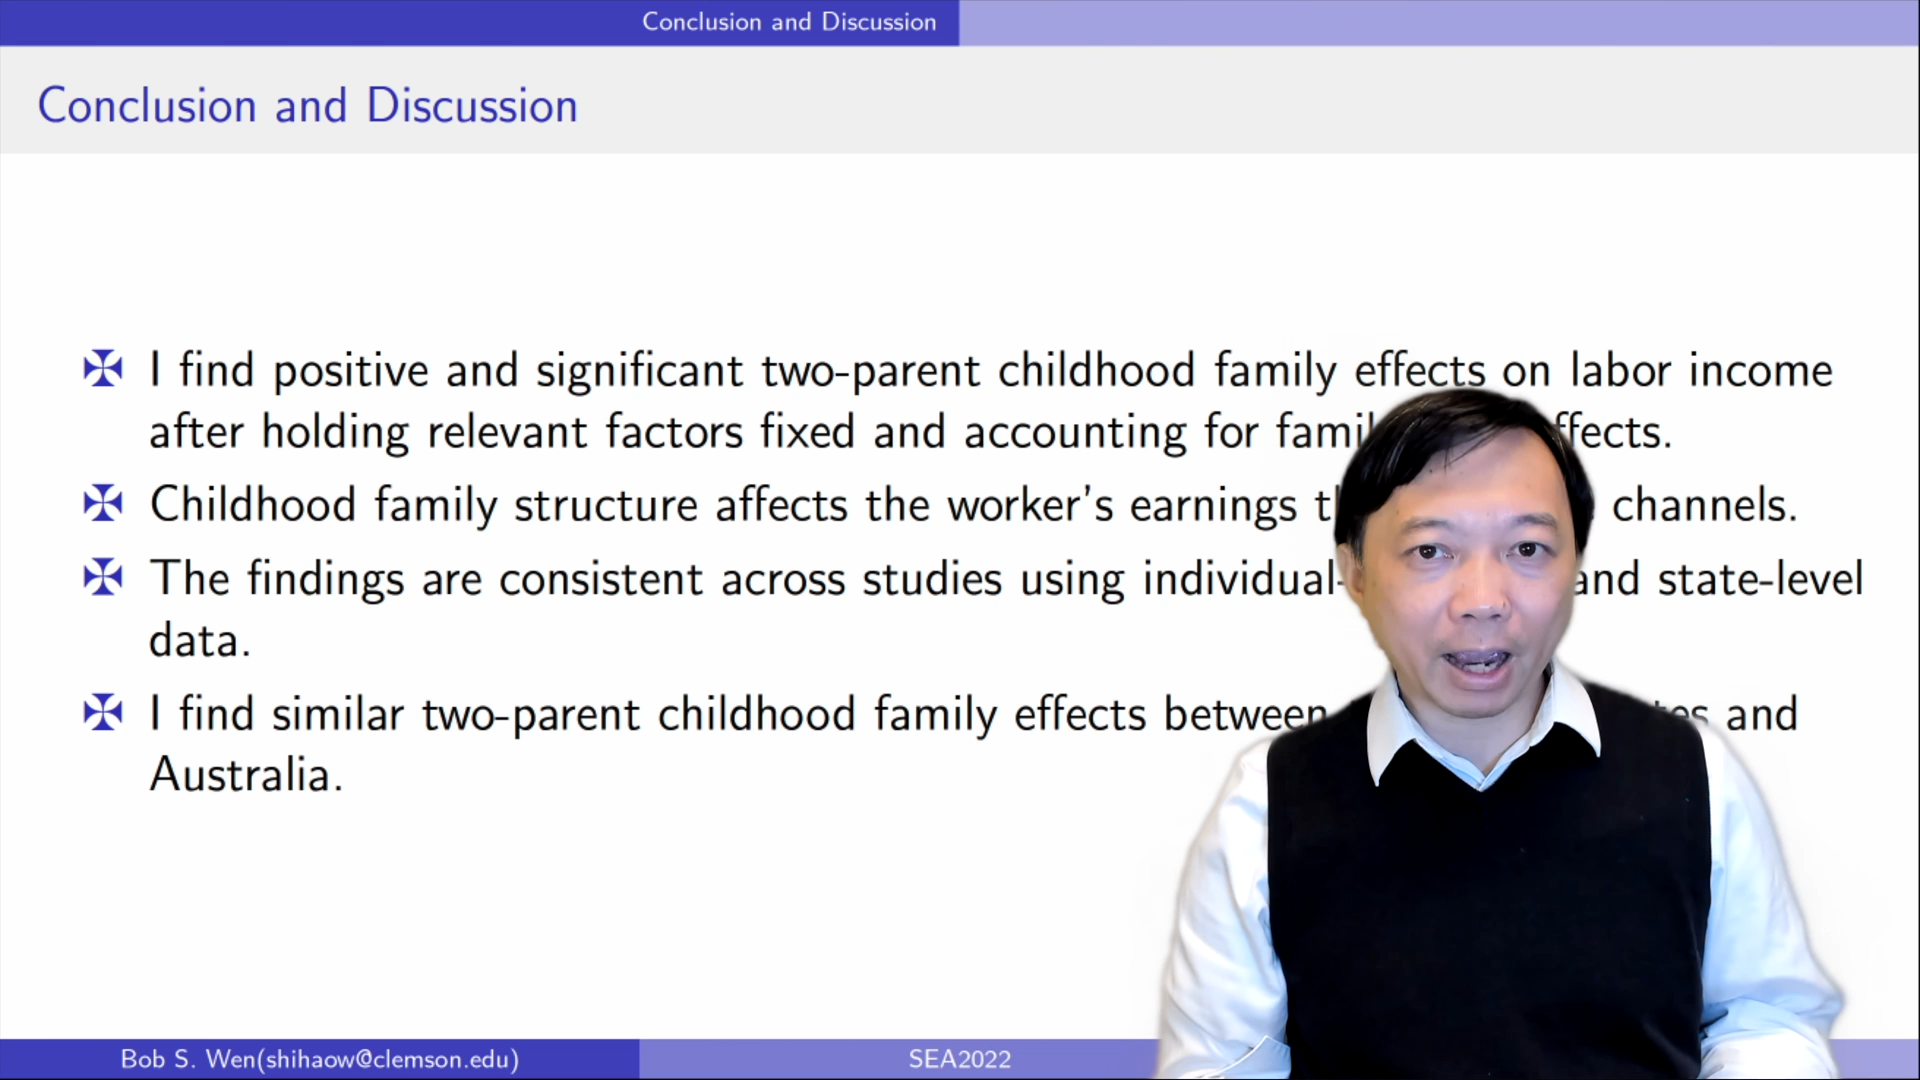 Conclusion and Discussion
Conclusion and Discussion
I find positive and significant two-parent childhood family effects on labor income
after holding relevant factors fixed and accounting for famil ffects.
Childhood family structure affects the worker's earnings channels.
The findings are consistent across studies using individual- and state-level
data.
I find similar two-parent childhood family effects between and
Australia.
Bob S. Wen(shihaow@clemson.edu)
SEA2022